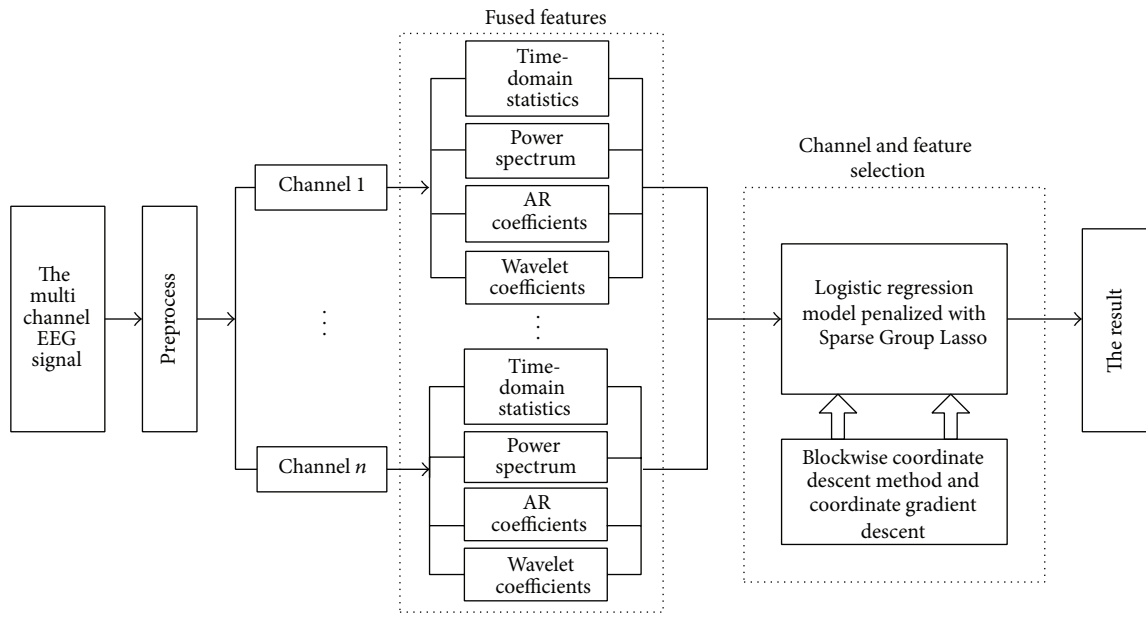 Fused features
Time-
domain
statistics
Power
spectrum
AR
coefficients
Wavelet
coefficients
Channel 1
Channel and feature
selection
The
multi
channel
EEG
signal
Preprocess
⋮
⋮
Logistic regression
model penalized with
Sparse Group Lasso
The result
Time-
domain
statistics
Power
spectrum
AR
coefficients
Wavelet
coefficients
Channel n
Blockwise coordinate
descent method and
coordinate gradient
descent